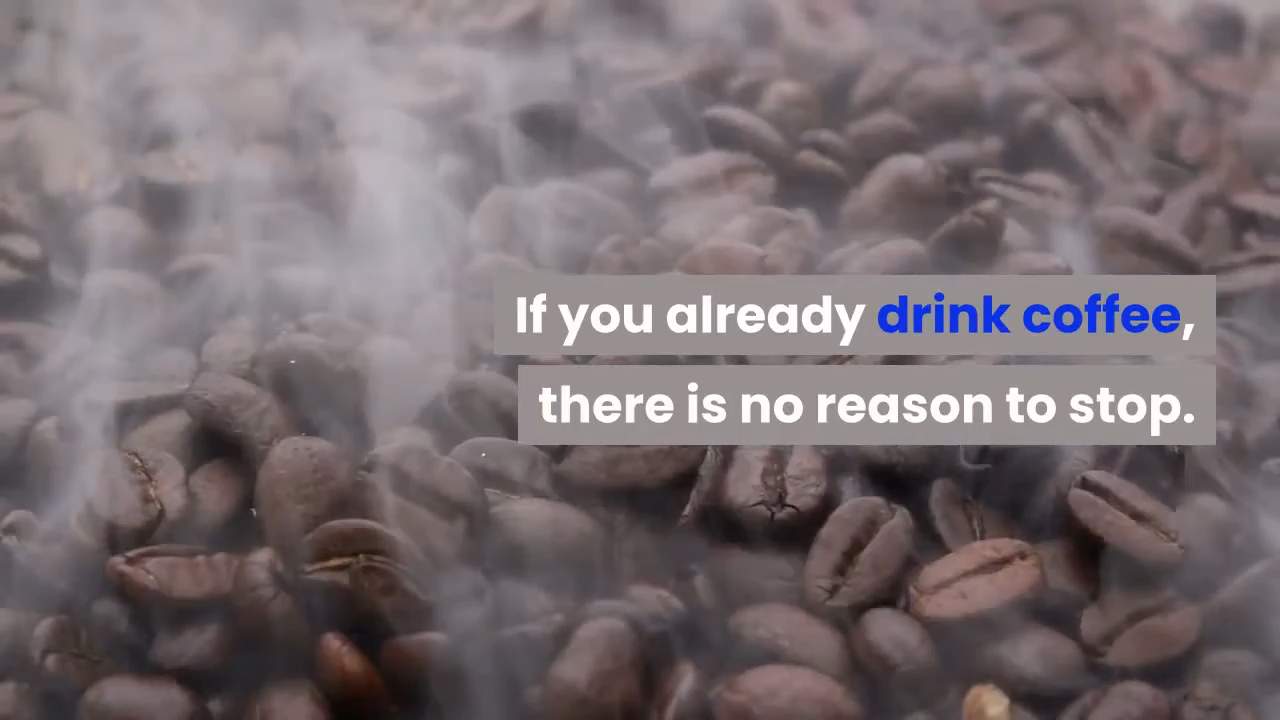 If you already drink coffee,
there is no reason to stop.